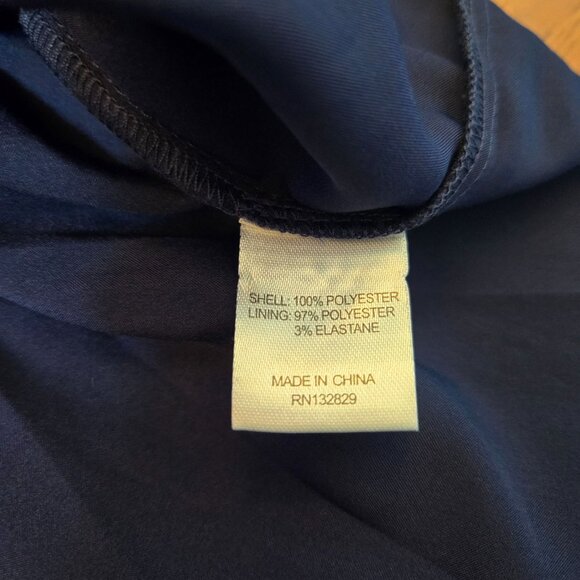 SHELL: 100% POLYESTER
LINING: 97% POLYESTER
3% ELASTANE
MADE IN CHINA
RN132829